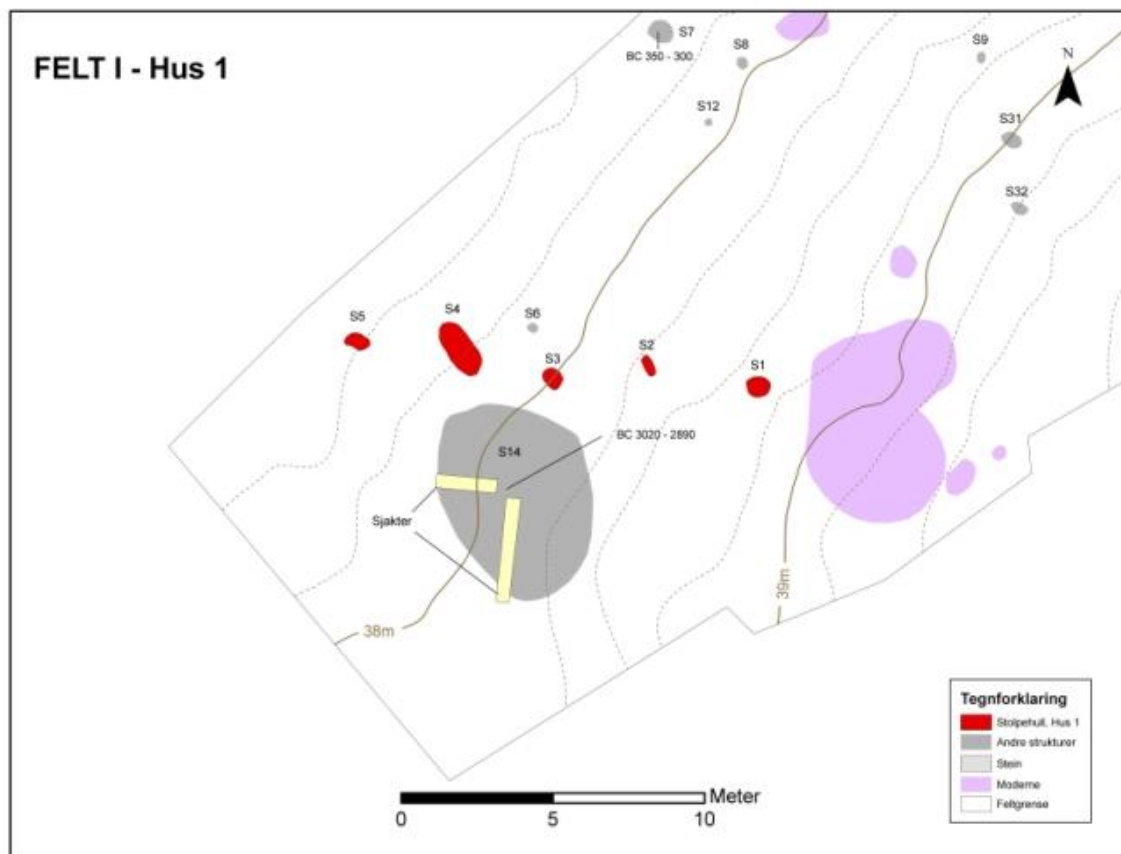 FELT I - Hus 1
S7
BC 350 - 300
S8
S9
N
S12
S31
S32
S5
S4
S6
S3
S2
S1
BC 3020 - 2890
S14
Sjakter
38m
39m
Tegnforklaring
Stolpehull, Hus 1
Andre strukturer
Stein
Moderne
Feltgrense
Meter
0 5 10